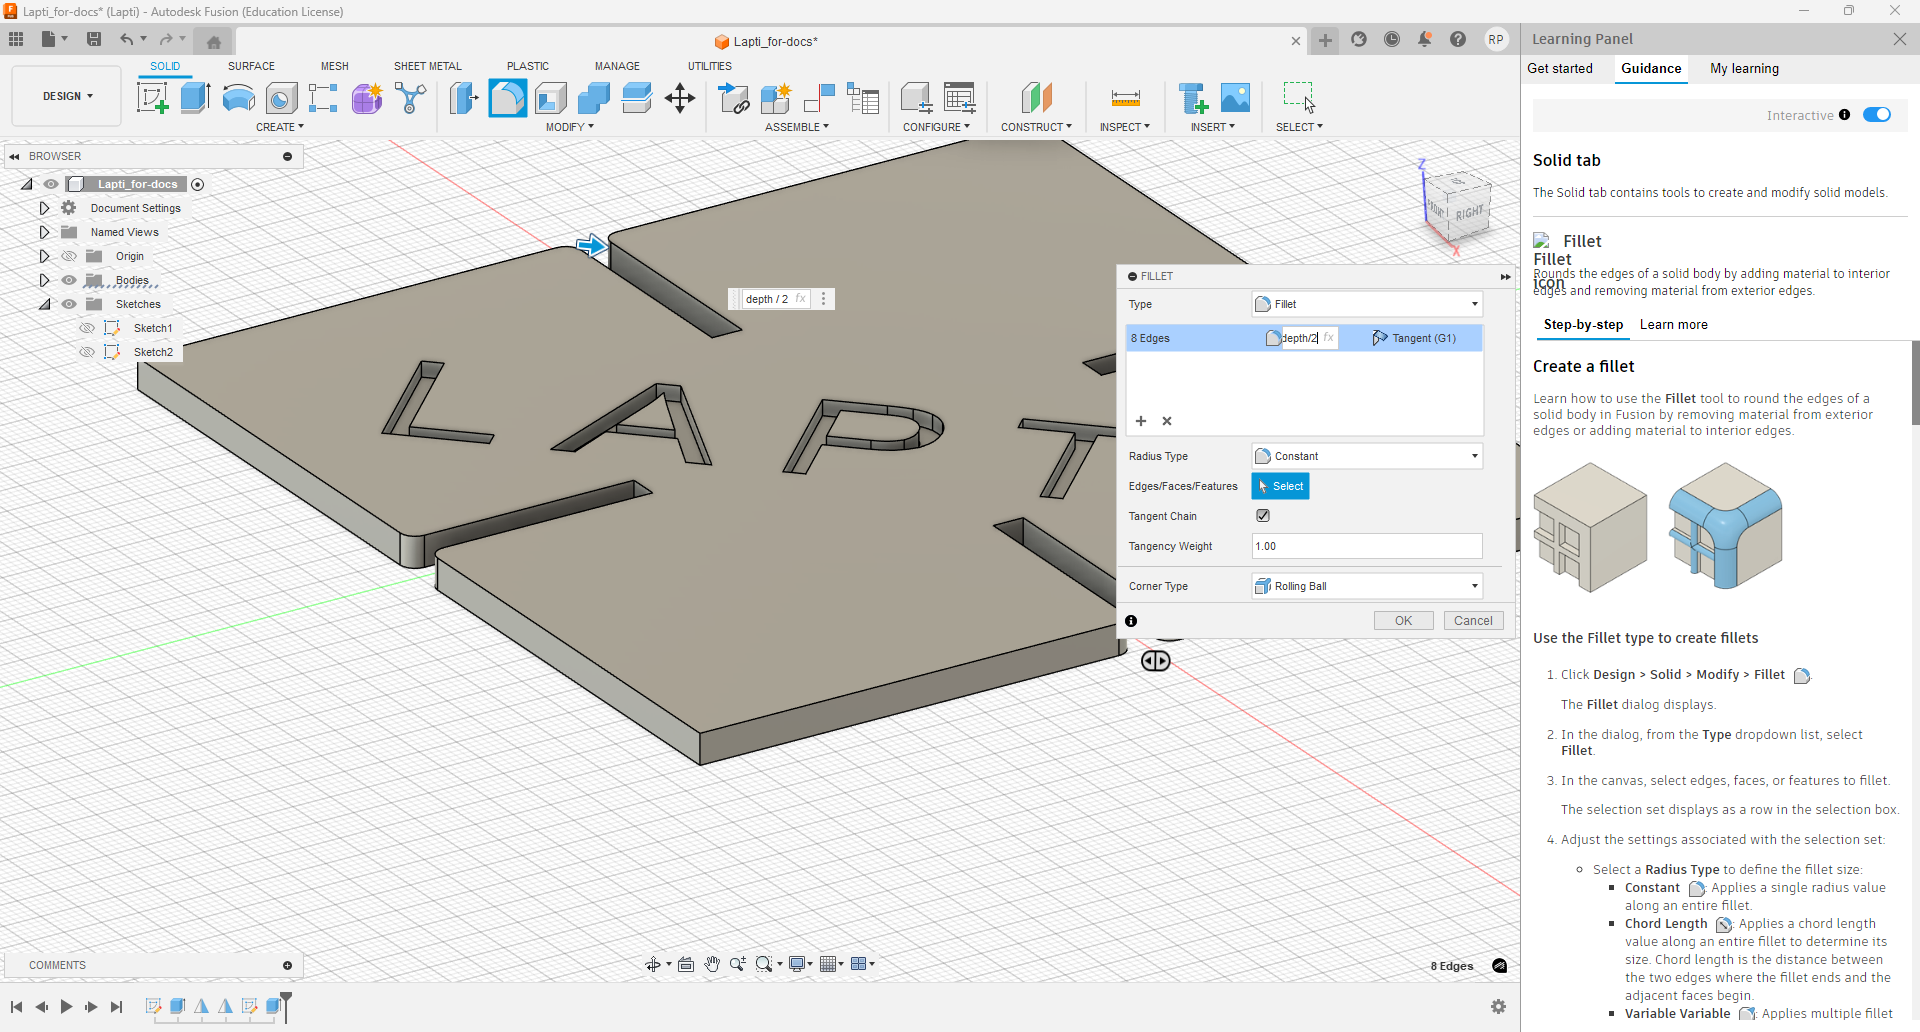 Lapti_for-docs* (Lapti) - Autodesk Fusion (Education License)
Lapti_for-docs*
RP
DESIGN
SOLID SURFACE MESH SHEET METAL PLASTIC MANAGE UTILITIES
CREATE MODIFY ASSEMBLE CONFIGURE CONSTRUCT INSPECT INSERT SELECT
BROWSER
Lapti_for-docs
Document Settings
Named Views
Origin
Bodies
Sketches
Sketch1
Sketch2
depth / 2 fx
L A P T
Z
FRONT RIGHT
X
FILLET
Type Fillet
8 Edges depth/2 fx Tangent (G1)
Radius Type Constant
Edges/Faces/Features Select
Tangent Chain
Tangency Weight 1.00
Corner Type Rolling Ball
OK Cancel
COMMENTS
8 Edges
Learning Panel
Get started Guidance My learning
Interactive
Solid tab
The Solid tab contains tools to create and modify solid models.
Fillet
Fillet
icon
Rounds the edges of a solid body by adding material to interior
edges and removing material from exterior edges.
Step-by-step Learn more
Create a fillet
Learn how to use the Fillet tool to round the edges of a
solid body in Fusion by removing material from exterior
edges or adding material to interior edges.
Use the Fillet type to create fillets
1. Click Design > Solid > Modify > Fillet .
The Fillet dialog displays.
2. In the dialog, from the Type dropdown list, select
Fillet.
3. In the canvas, select edges, faces, or features to fillet.
The selection set displays as a row in the selection box.
4. Adjust the settings associated with the selection set:
Select a Radius Type to define the fillet size:
Constant : Applies a single radius value
along an entire fillet.
Chord Length : Applies a chord length
value along an entire fillet to determine its
size. Chord length is the distance between
the two edges where the fillet ends and the
adjacent faces begin.
Variable Variable : Applies multiple fillet